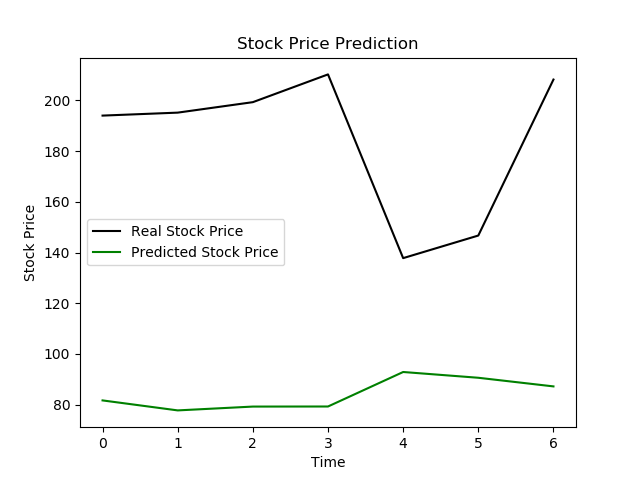 Stock Price Prediction
200
180
160
140
120
100
80
Stock Price
Real Stock Price
Predicted Stock Price
0 1 2 3 4 5 6
Time